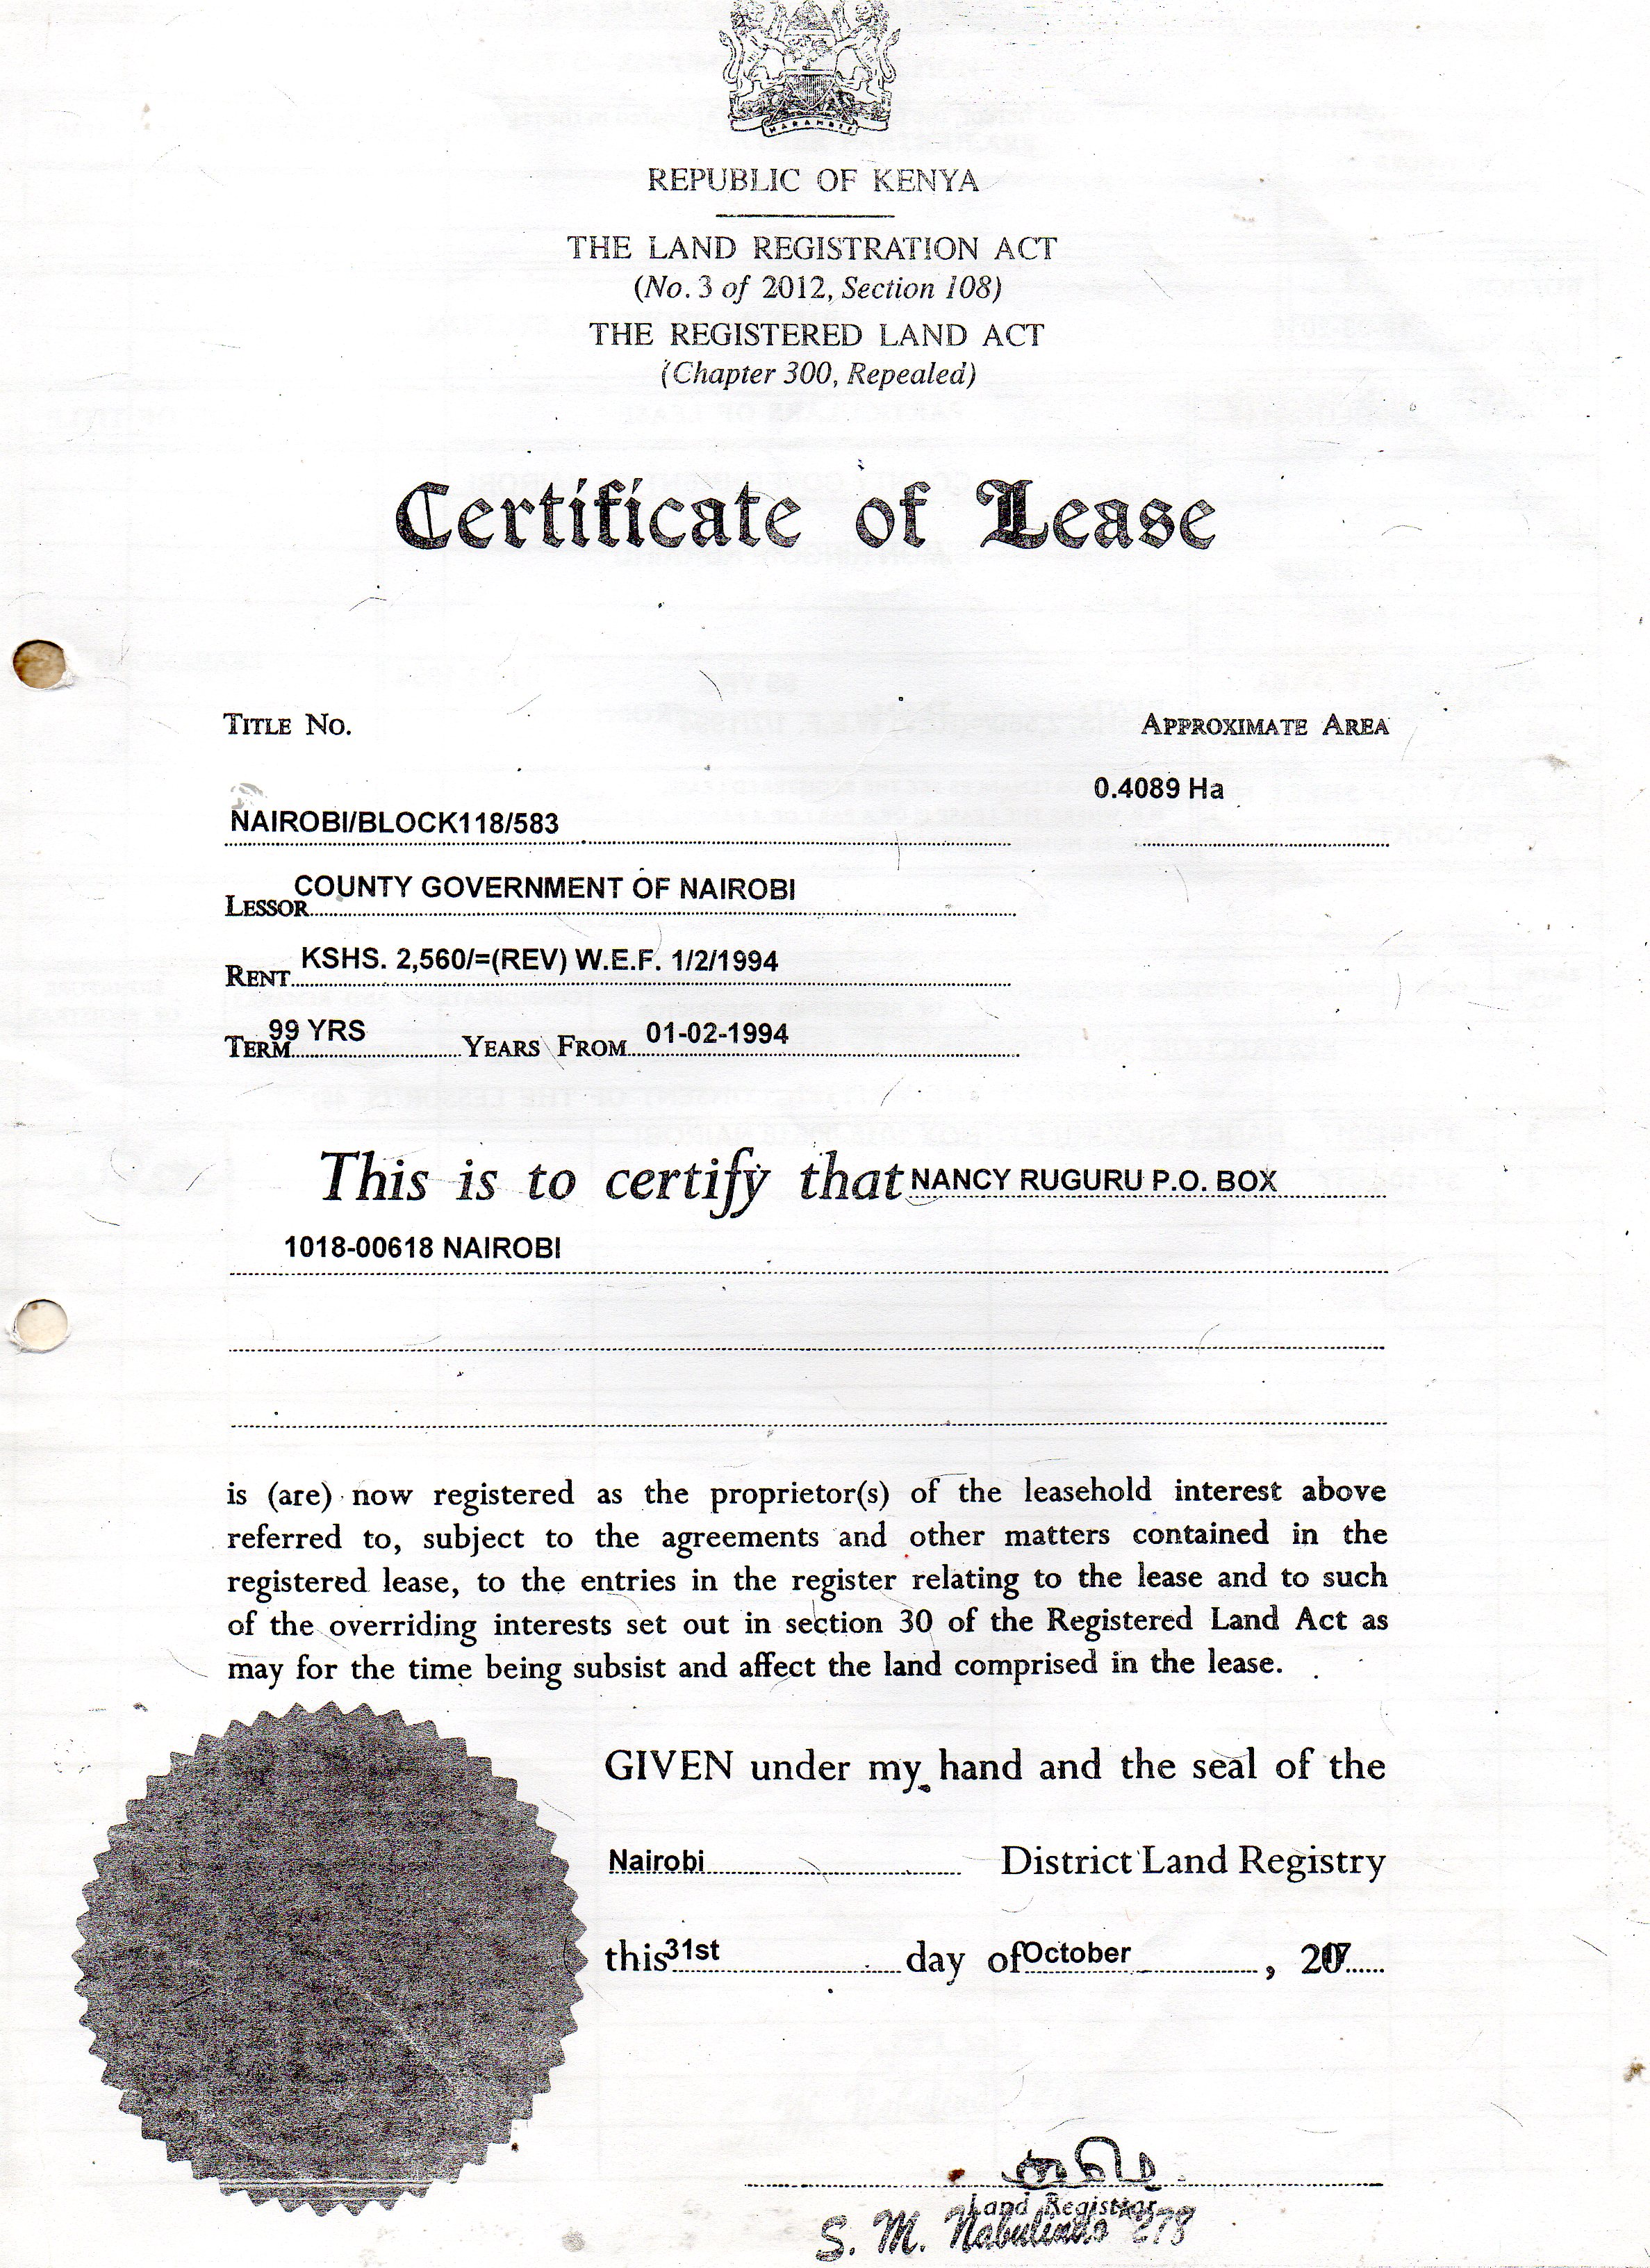 HARAMBEE
REPUBLIC OF KENYA
THE LAND REGISTRATION ACT
(No. 3 of 2012, Section 108)
THE REGISTERED LAND ACT
(Chapter 300, Repealed)
Certificate of Lease
TITLE NO. APPROXIMATE AREA
0.4089 Ha
NAIROBI/BLOCK118/583
LESSOR COUNTY GOVERNMENT OF NAIROBI
RENT KSHS. 2,560/=(REV) W.E.F. 1/2/1994
TERM 99 YRS YEARS FROM 01-02-1994
This is to certify that NANCY RUGURU P.O. BOX
1018-00618 NAIROBI
is (are) now registered as the proprietor(s) of the leasehold interest above
referred to, subject to the agreements and other matters contained in the
registered lease, to the entries in the register relating to the lease and to such
of the overriding interests set out in section 30 of the Registered Land Act as
may for the time being subsist and affect the land comprised in the lease.
GIVEN under my hand and the seal of the
Nairobi District Land Registry
this 31st day of October, 2017
Land Registrar
S. M. Nabulindo 278